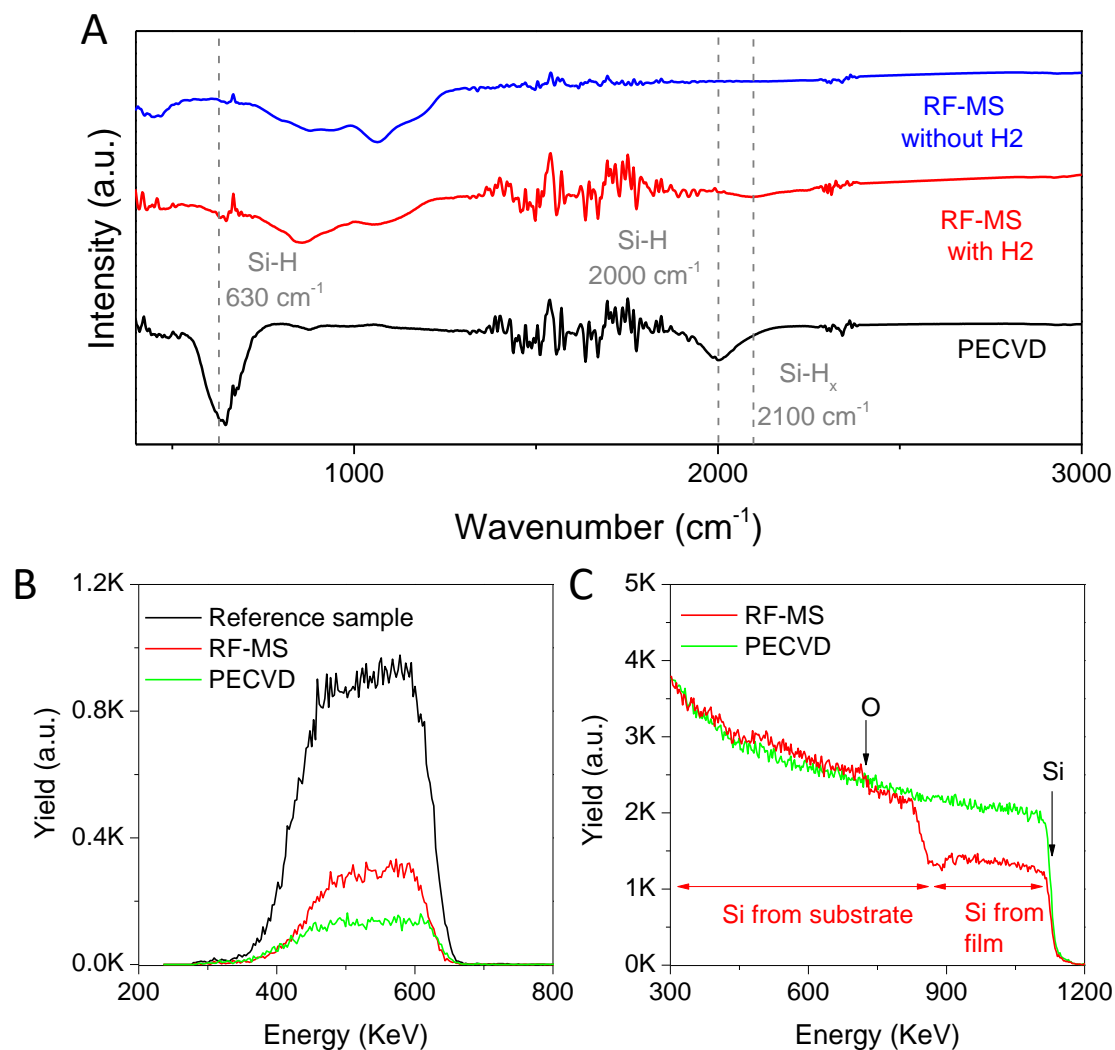 A
Intensity (a.u.)
RF-MS
without H2
RF-MS
with H2
Si-H
630 cm⁻¹
Si-H
2000 cm⁻¹
PECVD
Si-Hₓ
2100 cm⁻¹
1000
2000
3000
Wavenumber (cm⁻¹)
B
1.2K
0.8K
0.4K
0.0K
Yield (a.u.)
Reference sample
RF-MS
PECVD
200
400
600
800
Energy (KeV)
C
5K
4K
3K
2K
1K
0K
Yield (a.u.)
RF-MS
PECVD
O
Si
Si from substrate
Si from
film
300
600
900
1200
Energy (KeV)